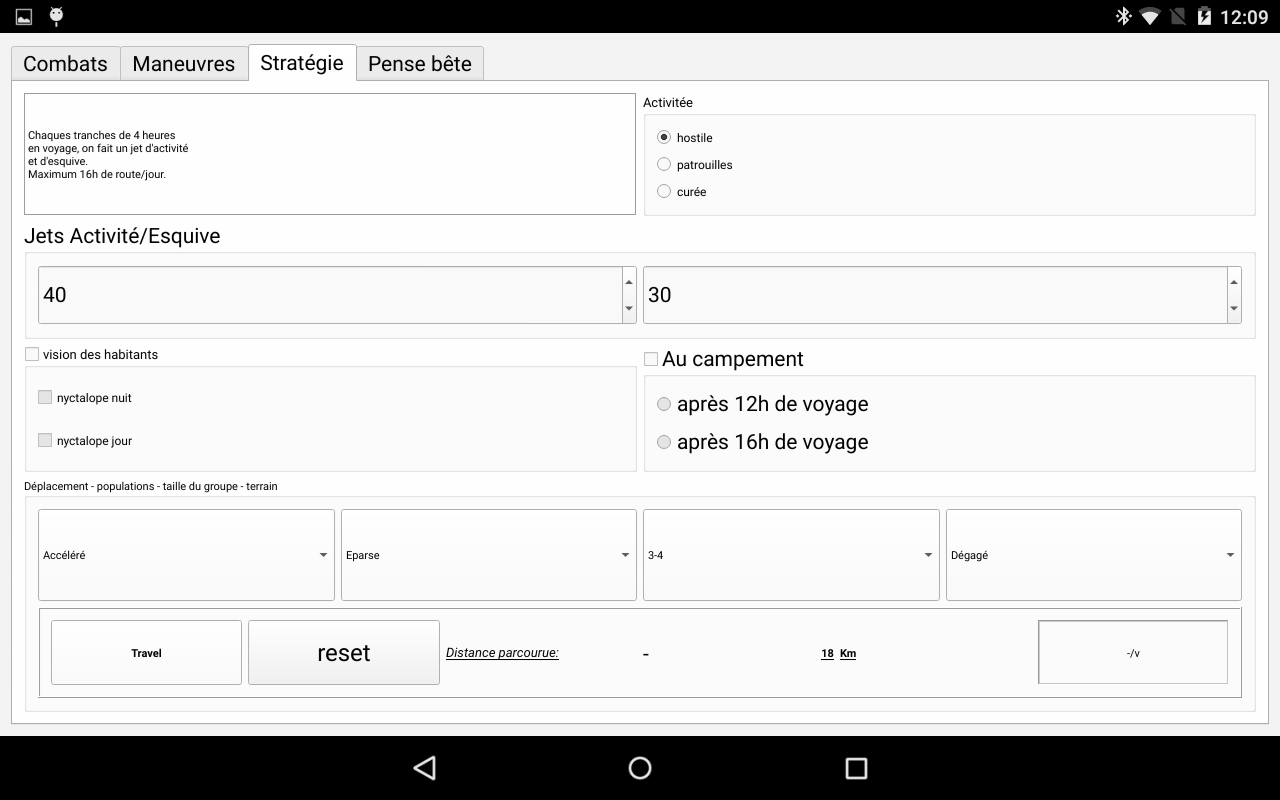 12:09
Combats
Maneuvres
Stratégie
Pense bête
Chaques tranches de 4 heures
en voyage, on fait un jet d'activité
et d'esquive.
Maximum 16h de route/jour.
Activitée
hostile
patrouilles
curée
Jets Activité/Esquive
40
30
vision des habitants
nyctalope nuit
nyctalope jour
Au campement
après 12h de voyage
après 16h de voyage
Déplacement - populations - taille du groupe - terrain
Accéléré
Eparse
3-4
Dégagé
Travel
reset
Distance parcourue:
-
18 Km
-/v